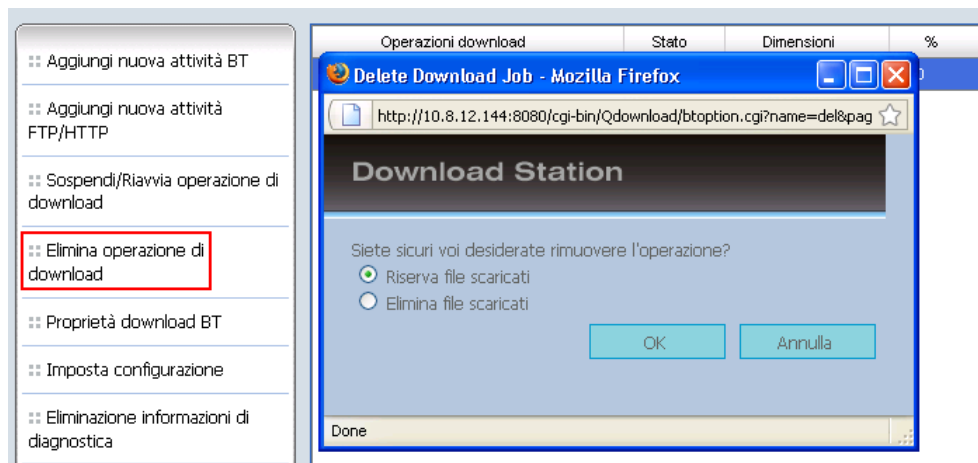 Aggiungi nuova attività BT
Aggiungi nuova attività
FTP/HTTP
Sospendi/Riavvia operazione di
download
Elimina operazione di
download
Proprietà download BT
Imposta configurazione
Eliminazione informazioni di
diagnostica
Operazioni download Stato Dimensioni %
Delete Download Job - Mozilla Firefox
http://10.8.12.144:8080/cgi-bin/Qdownload/btoption.cgi?name=del&pag
Download Station
Siete sicuri voi desiderate rimuovere l'operazione?
Riserva file scaricati
Elimina file scaricati
OK Annulla
Done